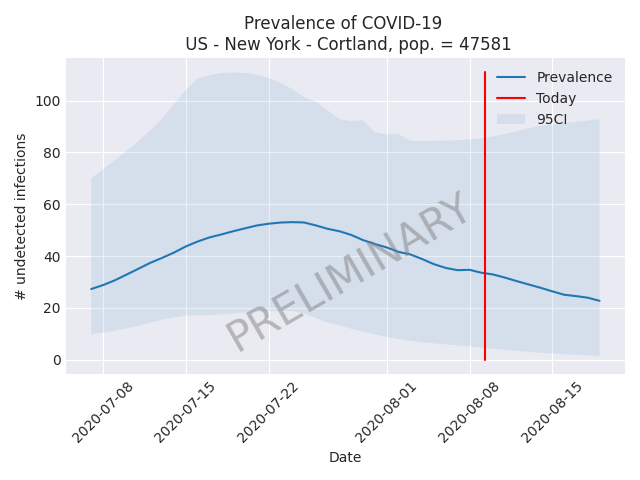 Prevalence of COVID-19
US - New York - Cortland, pop. = 47581
Prevalence
Today
95CI
# undetected infections
100
80
60
40
20
0
PRELIMINARY
2020-07-08
2020-07-15
2020-07-22
2020-08-01
2020-08-08
2020-08-15
Date